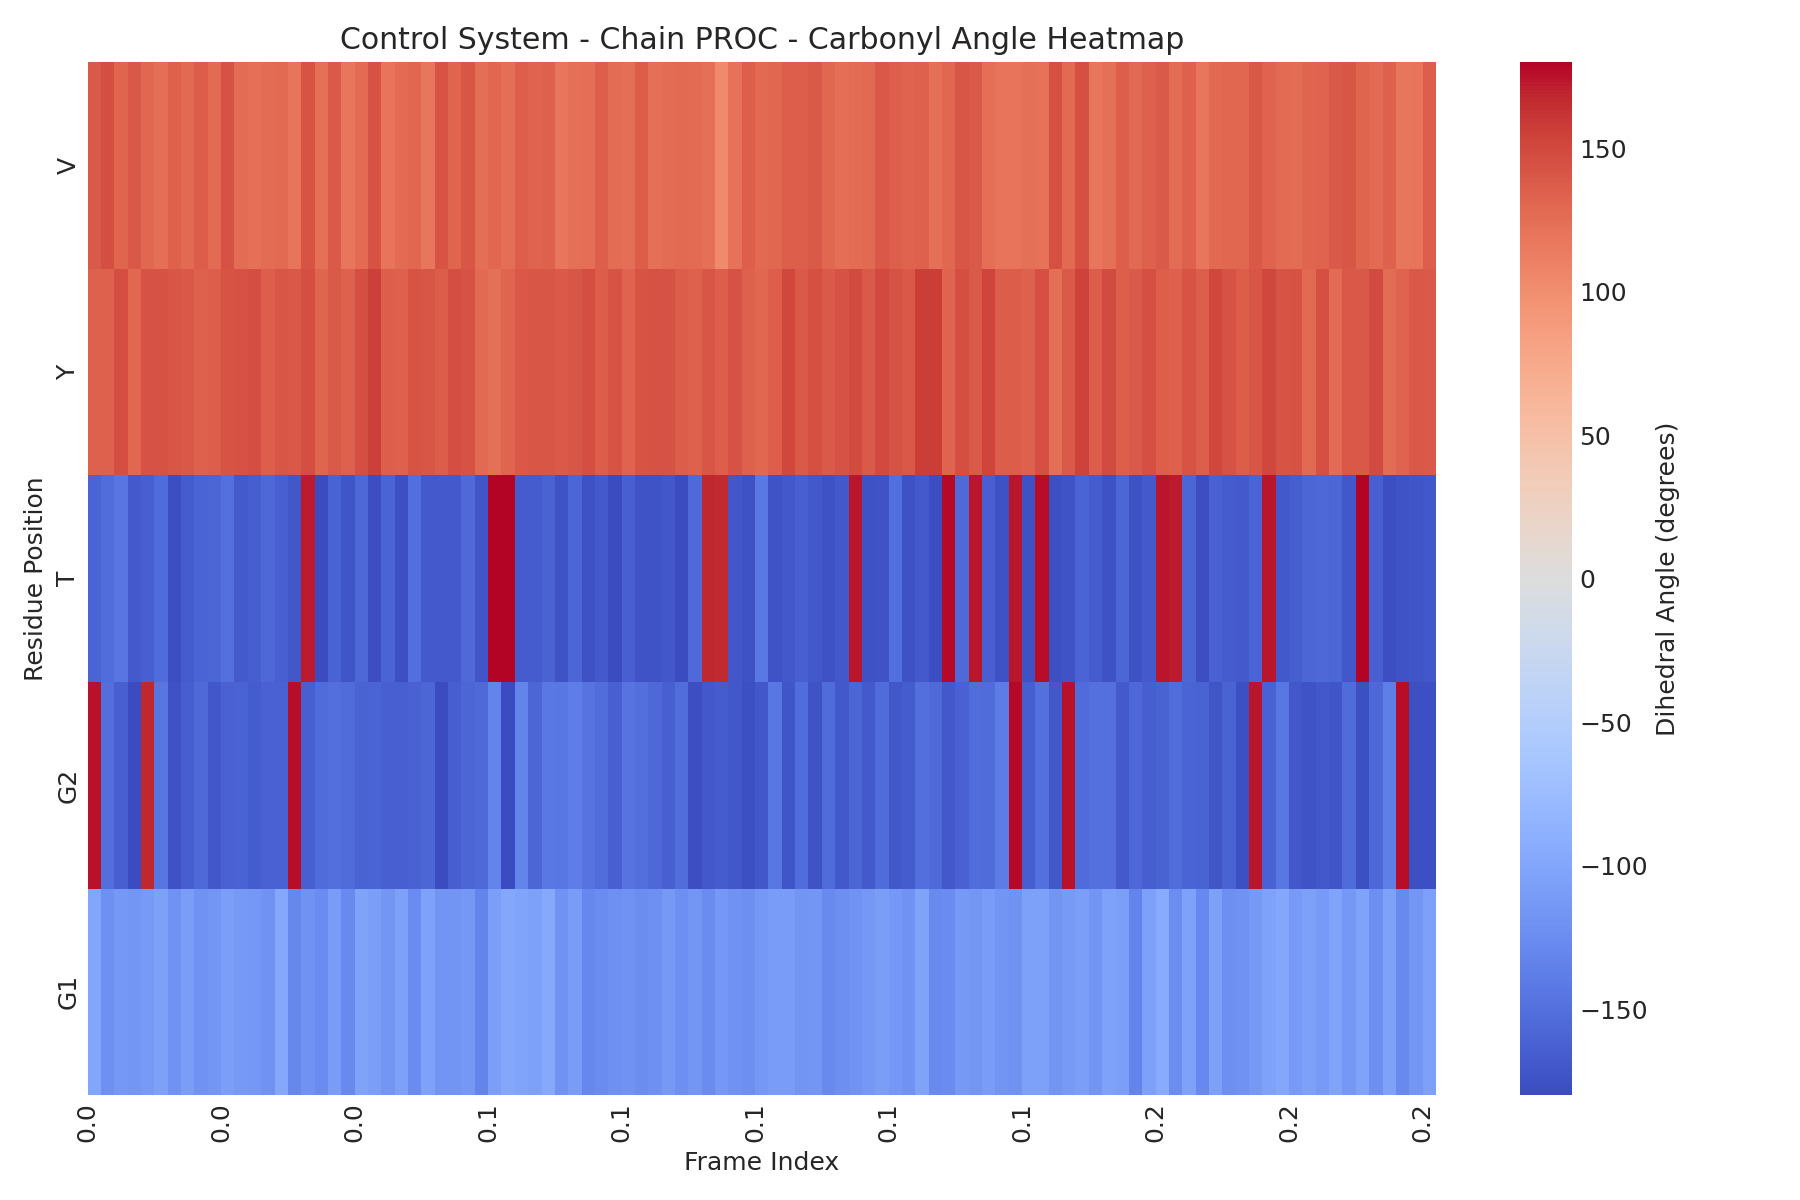 Control System - Chain PROC - Carbonyl Angle Heatmap
Residue Position
V
Y
T
G2
G1
0.0
0.0
0.0
0.1
0.1
0.1
0.1
0.1
0.2
0.2
0.2
Frame Index
150
100
50
0
−50
−100
−150
Dihedral Angle (degrees)